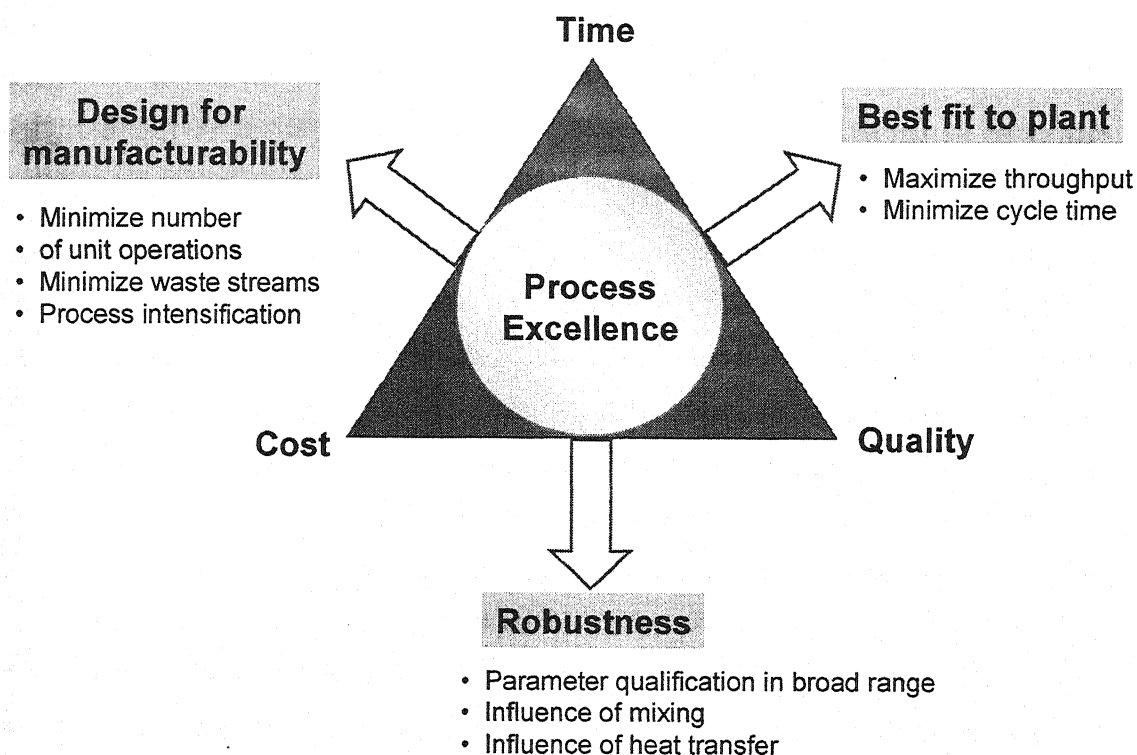 Time
Design for
manufacturability
• Minimize number
• of unit operations
• Minimize waste streams
• Process intensification
Best fit to plant
• Maximize throughput
• Minimize cycle time
Process
Excellence
Cost
Quality
Robustness
• Parameter qualification in broad range
• Influence of mixing
• Influence of heat transfer